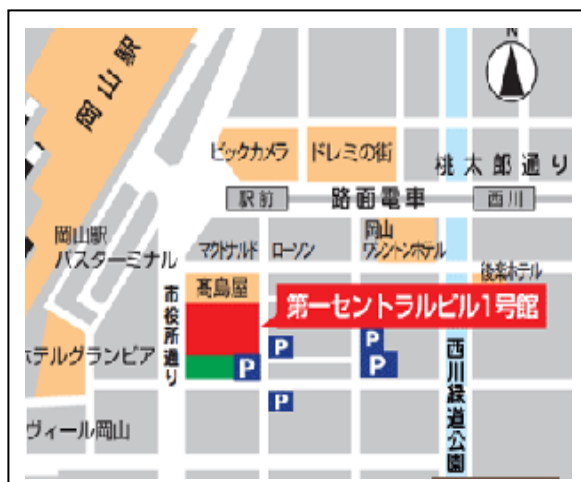 N
岡山駅
ビックカメラ
ドレミの街
桃太郎通り
駅前
路面電車
西川
岡山駅
バスターミナル
マクドナルド
ローソン
岡山
ワシントンホテル
後楽ホテル
市役所通り
髙島屋
第一セントラルビル1号館
P
P
P
P
P
ホテルグランビア
西川緑道公園
ヴィール岡山